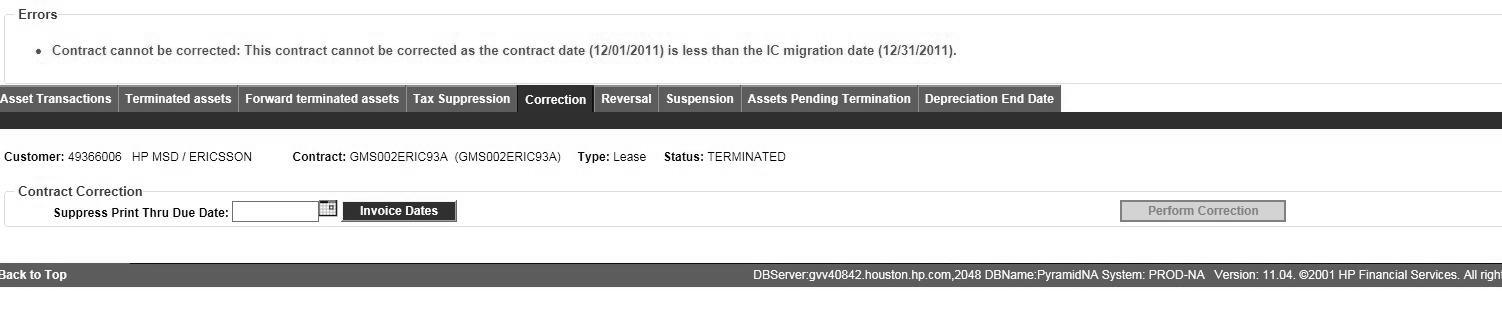 Errors
• Contract cannot be corrected: This contract cannot be corrected as the contract date (12/01/2011) is less than the IC migration date (12/31/2011).
Asset Transactions Terminated assets Forward terminated assets Tax Suppression Correction Reversal Suspension Assets Pending Termination Depreciation End Date
Customer: 49366006 HP MSD / ERICSSON Contract: GMS002ERIC93A (GMS002ERIC93A) Type: Lease Status: TERMINATED
Contract Correction
Suppress Print Thru Due Date: Invoice Dates Perform Correction
Back to Top DBServer:gvv40842.houston.hp.com,2048 DBName:PyramidNA System: PROD-NA Version: 11.04. ©2001 HP Financial Services. All righ